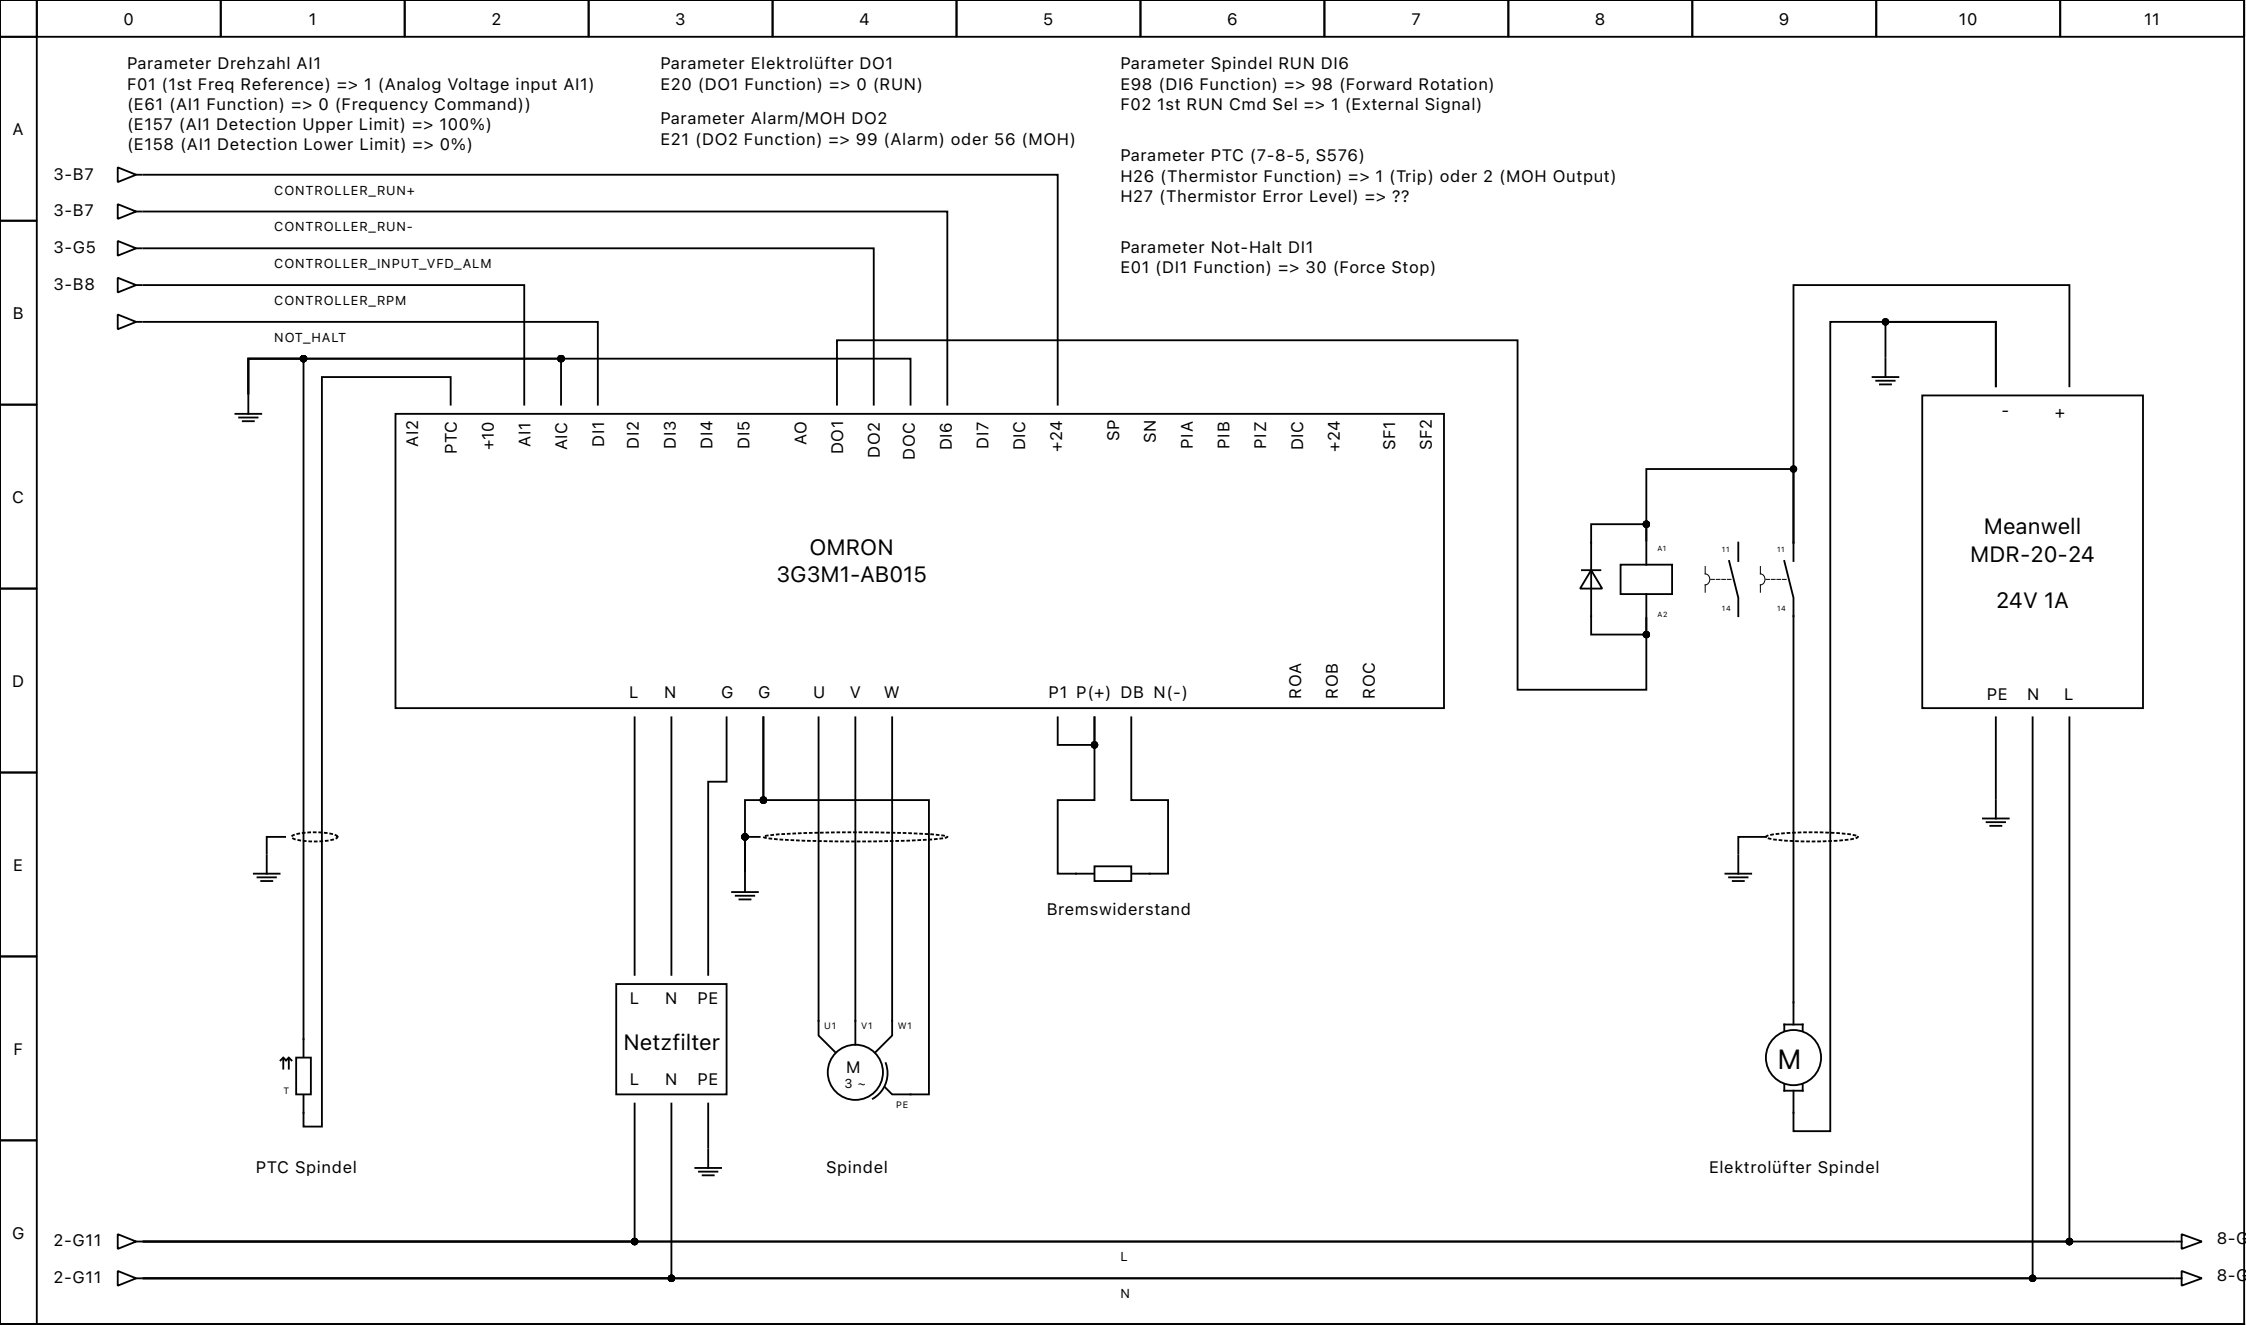 0 1 2 3 4 5 6 7 8 9 10 11
A
B
C
D
E
F
G
Parameter Drehzahl AI1
F01 (1st Freq Reference) => 1 (Analog Voltage input AI1)
(E61 (AI1 Function) => 0 (Frequency Command))
(E157 (AI1 Detection Upper Limit) => 100%)
(E158 (AI1 Detection Lower Limit) => 0%)
Parameter Elektrolüfter DO1
E20 (DO1 Function) => 0 (RUN)
Parameter Alarm/MOH DO2
E21 (DO2 Function) => 99 (Alarm) oder 56 (MOH)
Parameter Spindel RUN DI6
E98 (DI6 Function) => 98 (Forward Rotation)
F02 1st RUN Cmd Sel => 1 (External Signal)
Parameter PTC (7-8-5, S576)
H26 (Thermistor Function) => 1 (Trip) oder 2 (MOH Output)
H27 (Thermistor Error Level) => ??
Parameter Not-Halt DI1
E01 (DI1 Function) => 30 (Force Stop)
3-B7
CONTROLLER_RUN+
3-B7
CONTROLLER_RUN-
3-G5
CONTROLLER_INPUT_VFD_ALM
3-B8
CONTROLLER_RPM
NOT_HALT
AI2 PTC +10 AI1 AIC DI1 DI2 DI3 DI4 DI5 AO DO1 DO2 DOC DI6 DI7 DIC +24 SP SN PIA PIB PIZ DIC +24 SF1 SF2
OMRON
3G3M1-AB015
L N G G U V W P1 P(+) DB N(-) ROA ROB ROC
A1
A2
11
14
11
14
- +
Meanwell
MDR-20-24
24V 1A
PE N L
Bremswiderstand
L N PE
Netzfilter
L N PE
U1 V1 W1
M
3 ~
PE
T
M
PTC Spindel
Spindel
Elektrolüfter Spindel
2-G11
L
8-G
2-G11
N
8-G